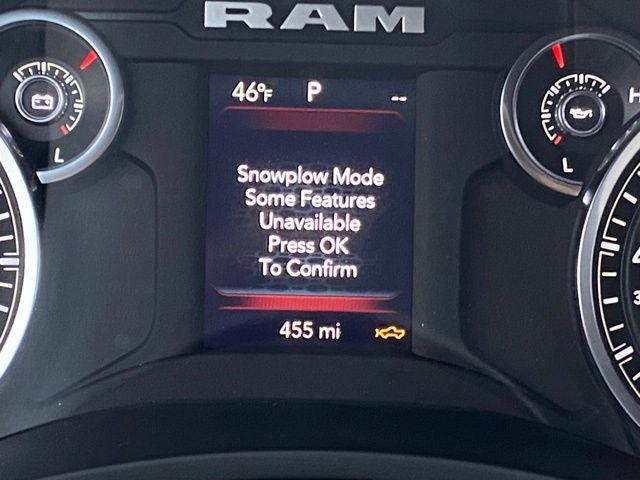 RAM
46°F P --
Snowplow Mode
Some Features
Unavailable
Press OK
To Confirm
455 mi
L
L
H